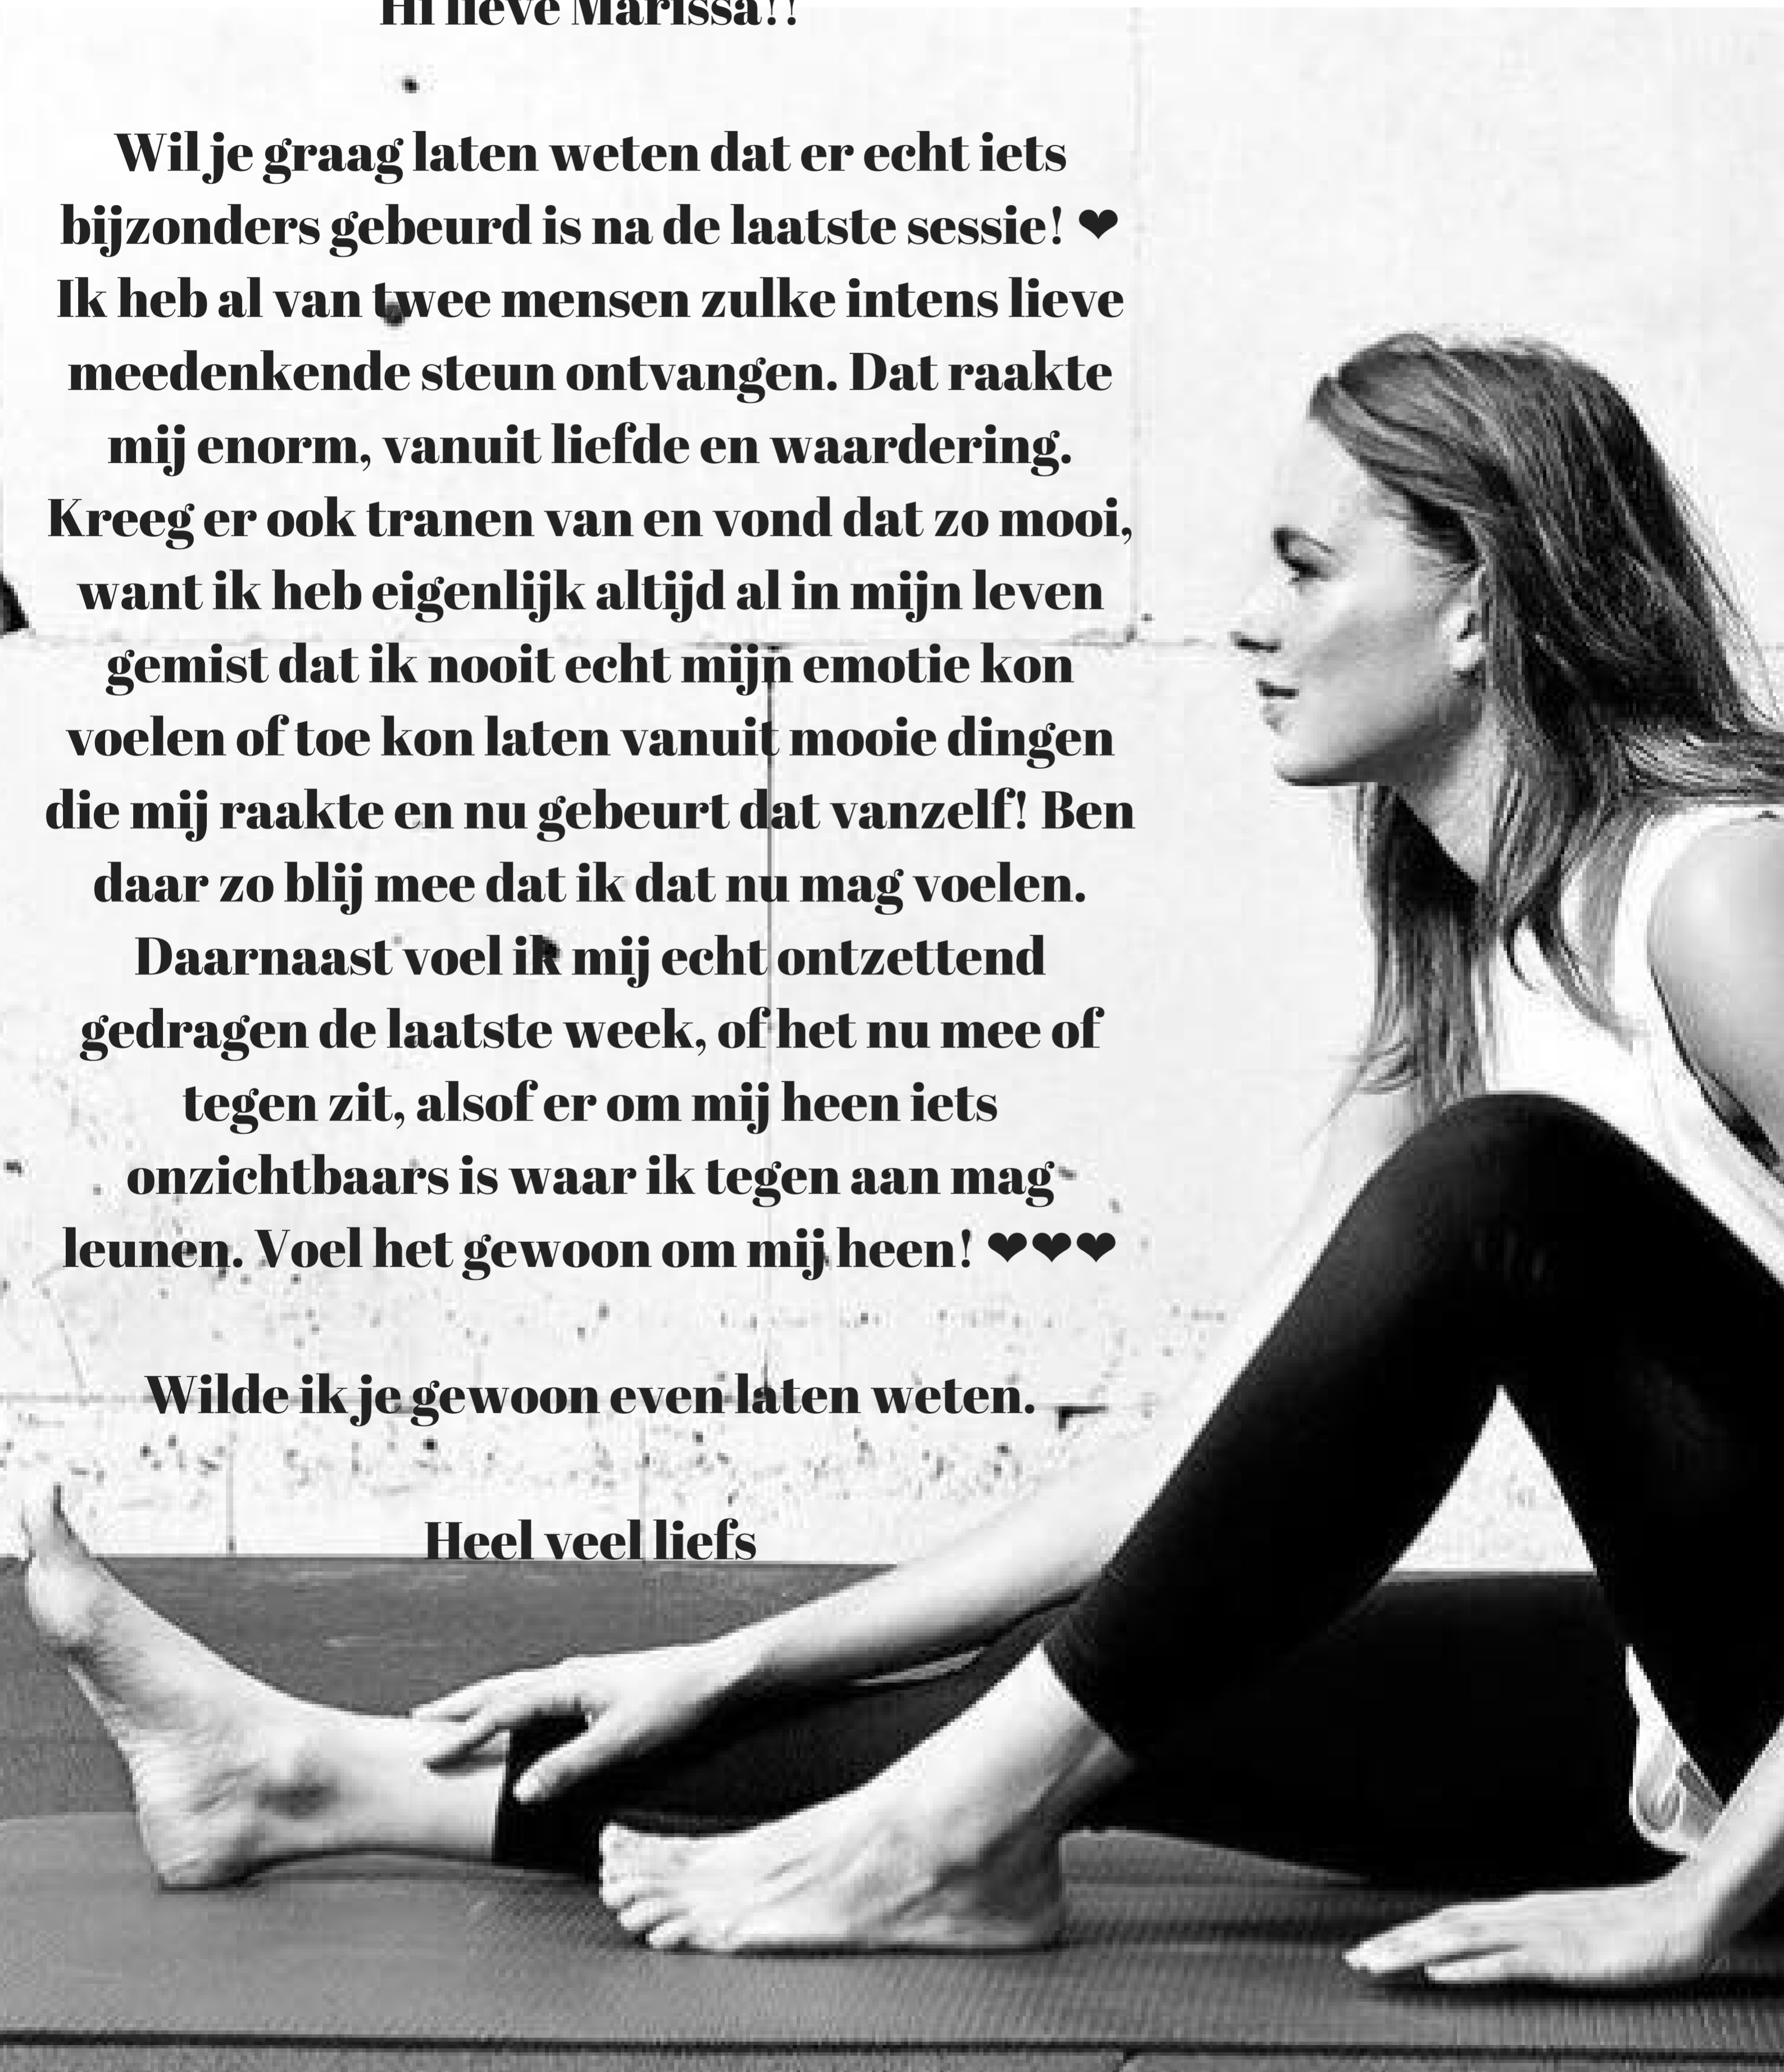 Hi lieve Marissa!!
Wil je graag laten weten dat er echt iets
bijzonders gebeurd is na de laatste sessie! ❤
Ik heb al van twee mensen zulke intens lieve
meedenkende steun ontvangen. Dat raakte
mij enorm, vanuit liefde en waardering.
Kreeg er ook tranen van en vond dat zo mooi,
want ik heb eigenlijk altijd al in mijn leven
gemist dat ik nooit echt mijn emotie kon
voelen of toe kon laten vanuit mooie dingen
die mij raakte en nu gebeurt dat vanzelf! Ben
daar zo blij mee dat ik dat nu mag voelen.
Daarnaast voel ik mij echt ontzettend
gedragen de laatste week, of het nu mee of
tegen zit, alsof er om mij heen iets
onzichtbaars is waar ik tegen aan mag
leunen. Voel het gewoon om mij heen! ❤❤❤
Wilde ik je gewoon even laten weten.
Heel veel liefs